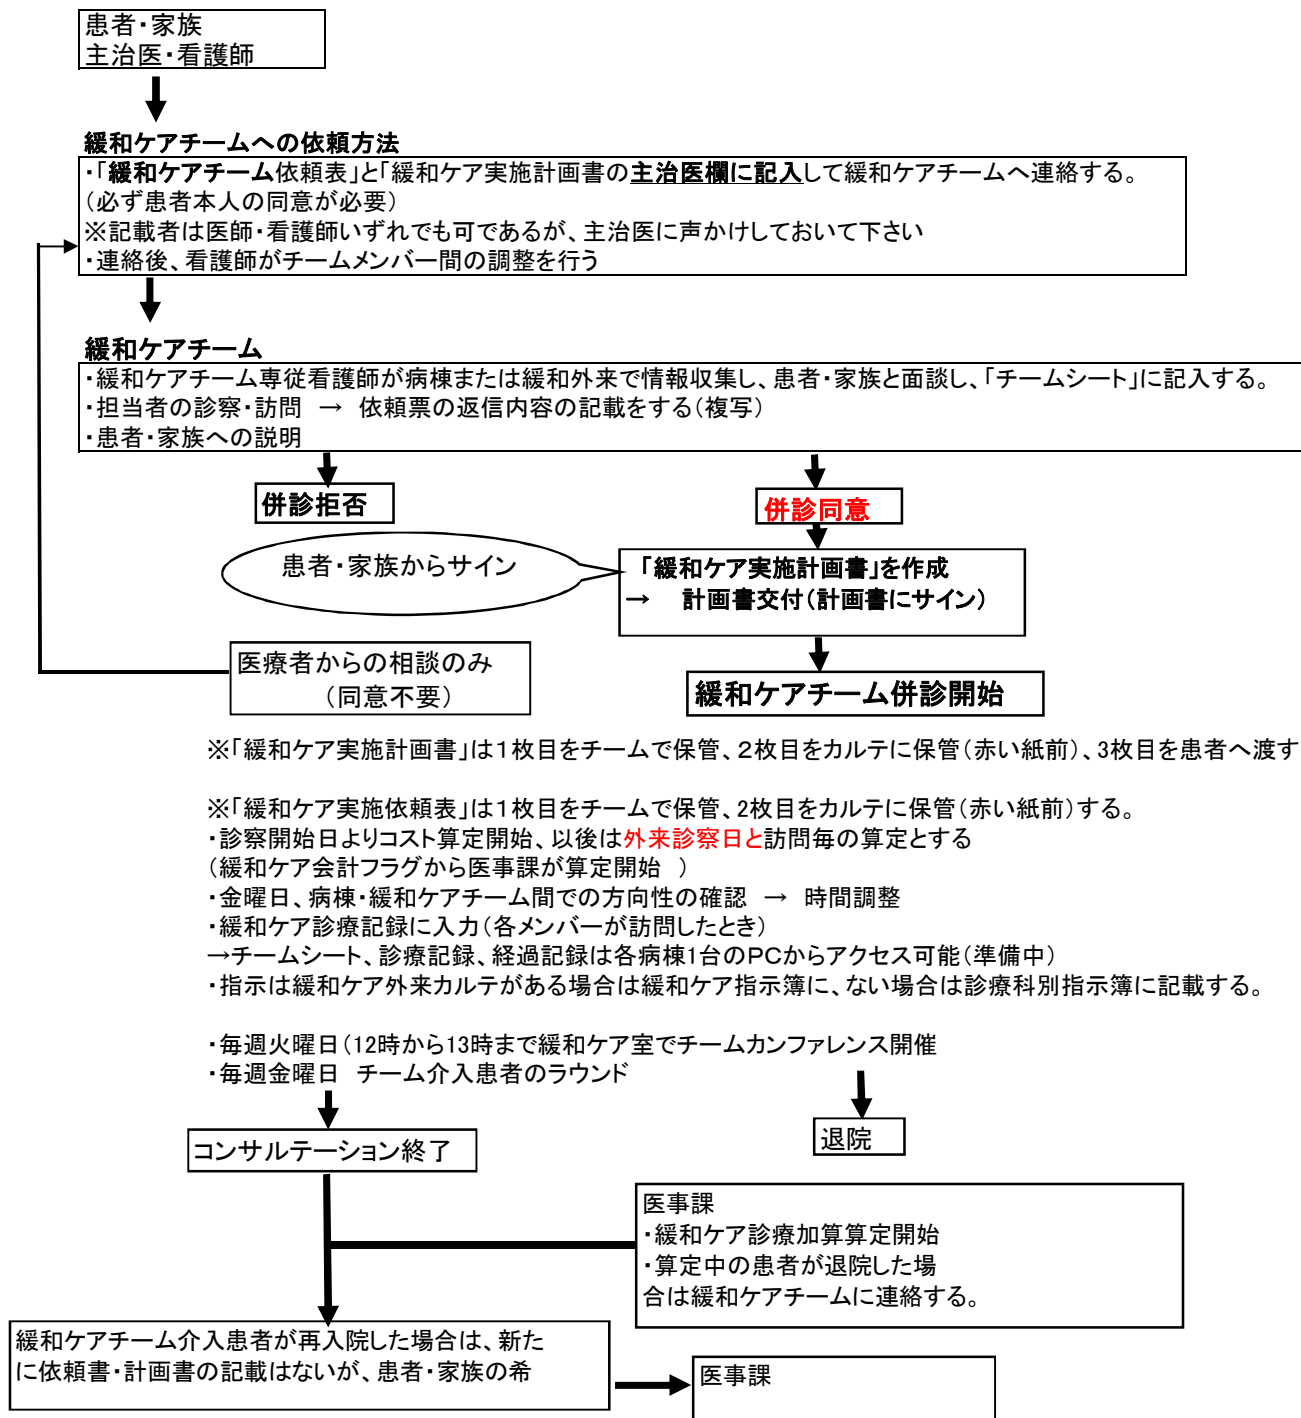 患者・家族
主治医・看護師
緩和ケアチームへの依頼方法
・「緩和ケアチーム依頼表」と「緩和ケア実施計画書の主治医欄に記入して緩和ケアチームへ連絡する。
（必ず患者本人の同意が必要）
※記載者は医師・看護師いずれでも可であるが、主治医に声かけしておいて下さい
・連絡後、看護師がチームメンバー間の調整を行う
緩和ケアチーム
・緩和ケアチーム専従看護師が病棟または緩和外来で情報収集し、患者・家族と面談し、「チームシート」に記入する。
・担当者の診察・訪問　→　依頼票の返信内容の記載をする（複写）
・患者・家族への説明
併診拒否
併診同意
患者・家族からサイン
「緩和ケア実施計画書」を作成
→　計画書交付（計画書にサイン）
医療者からの相談のみ
（同意不要）
緩和ケアチーム併診開始
※「緩和ケア実施計画書」は１枚目をチームで保管、２枚目をカルテに保管（赤い紙前）、3枚目を患者へ渡す
※「緩和ケア実施依頼表」は１枚目をチームで保管、2枚目をカルテに保管（赤い紙前）する。
・診察開始日よりコスト算定開始、以後は外来診察日と訪問毎の算定とする
（緩和ケア会計フラグから医事課が算定開始　）
・金曜日、病棟・緩和ケアチーム間での方向性の確認　→　時間調整
・緩和ケア診療記録に入力（各メンバーが訪問したとき）
→チームシート、診療記録、経過記録は各病棟1台のPCからアクセス可能（準備中）
・指示は緩和ケア外来カルテがある場合は緩和ケア指示簿に、ない場合は診療科別指示簿に記載する。
・毎週火曜日（12時から13時まで緩和ケア室でチームカンファレンス開催
・毎週金曜日　チーム介入患者のラウンド
コンサルテーション終了
退院
医事課
・緩和ケア診療加算算定開始
・算定中の患者が退院した場
合は緩和ケアチームに連絡する。
緩和ケアチーム介入患者が再入院した場合は、新た
に依頼書・計画書の記載はないが、患者・家族の希
医事課